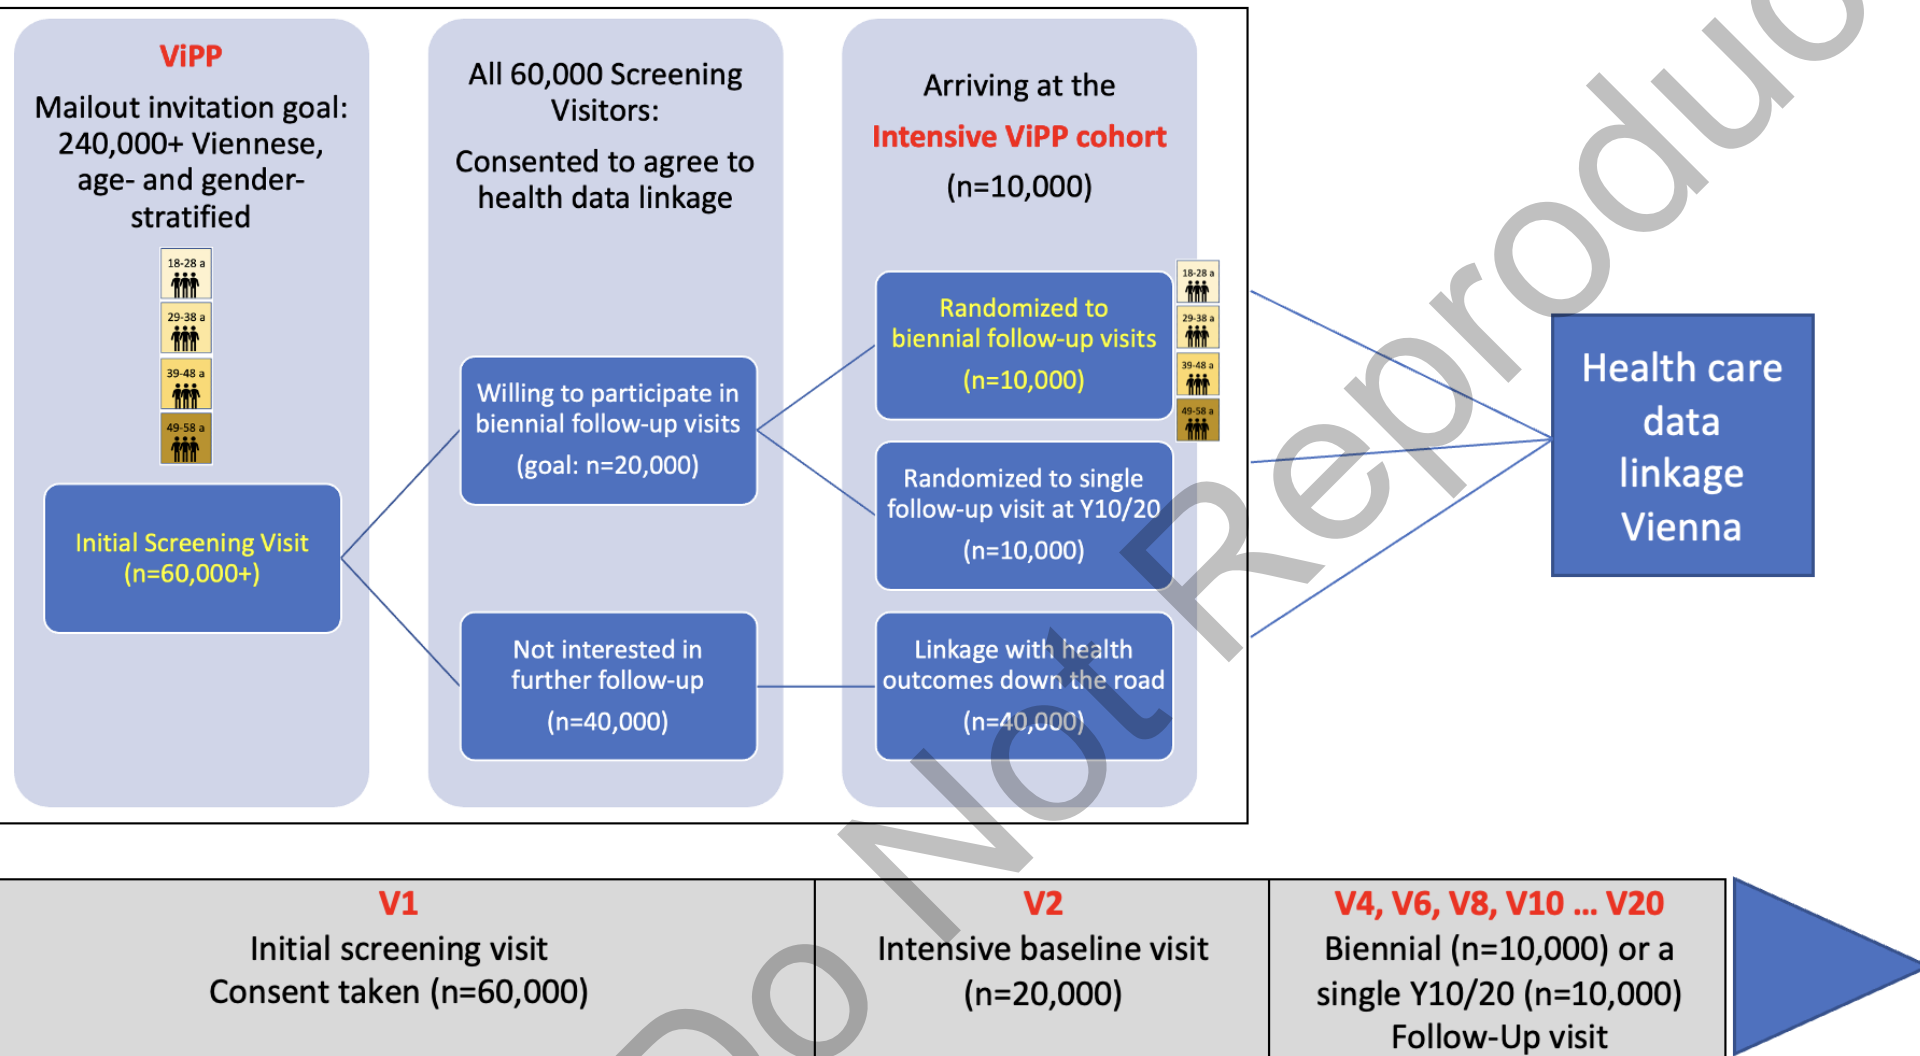 ViPP
Mailout invitation goal:
240,000+ Viennese,
age- and gender-
stratified
18-28 a
29-38 a
39-48 a
49-58 a
Initial Screening Visit
(n=60,000+)
All 60,000 Screening
Visitors:
Consented to agree to
health data linkage
Willing to participate in
biennial follow-up visits
(goal: n=20,000)
Not interested in
further follow-up
(n=40,000)
Arriving at the
Intensive ViPP cohort
(n=10,000)
Randomized to
biennial follow-up visits
(n=10,000)
18-28 a
29-38 a
39-48 a
49-58 a
Randomized to single
follow-up visit at Y10/20
(n=10,000)
Linkage with health
outcomes down the road
(n=40,000)
Health care
data
linkage
Vienna
V1
Initial screening visit
Consent taken (n=60,000)
V2
Intensive baseline visit
(n=20,000)
V4, V6, V8, V10 ... V20
Biennial (n=10,000) or a
single Y10/20 (n=10,000)
Follow-Up visit
Do Not Reproduc